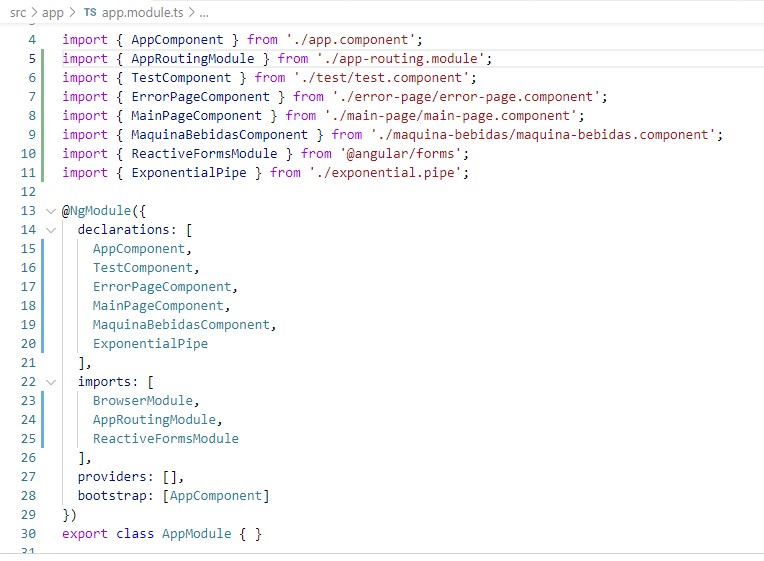 src > app > TS app.module.ts > ...
4 import { AppComponent } from './app.component';
5 import { AppRoutingModule } from './app-routing.module';
6 import { TestComponent } from './test/test.component';
7 import { ErrorPageComponent } from './error-page/error-page.component';
8 import { MainPageComponent } from './main-page/main-page.component';
9 import { MaquinaBebidasComponent } from './maquina-bebidas/maquina-bebidas.component';
10 import { ReactiveFormsModule } from '@angular/forms';
11 import { ExponentialPipe } from './exponential.pipe';
12
13 @NgModule({
14 declarations: [
15 AppComponent,
16 TestComponent,
17 ErrorPageComponent,
18 MainPageComponent,
19 MaquinaBebidasComponent,
20 ExponentialPipe
21 ],
22 imports: [
23 BrowserModule,
24 AppRoutingModule,
25 ReactiveFormsModule
26 ],
27 providers: [],
28 bootstrap: [AppComponent]
29 })
30 export class AppModule { }
31